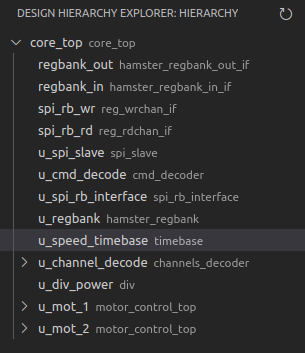 DESIGN HIERARCHY EXPLORER: HIERARCHY
core_top core_top
regbank_out hamster_regbank_out_if
regbank_in hamster_regbank_in_if
spi_rb_wr reg_wrchan_if
spi_rb_rd reg_rdchan_if
u_spi_slave spi_slave
u_cmd_decode cmd_decoder
u_spi_rb_interface spi_rb_interface
u_regbank hamster_regbank
u_speed_timebase timebase
u_channel_decode channels_decoder
u_div_power div
u_mot_1 motor_control_top
u_mot_2 motor_control_top